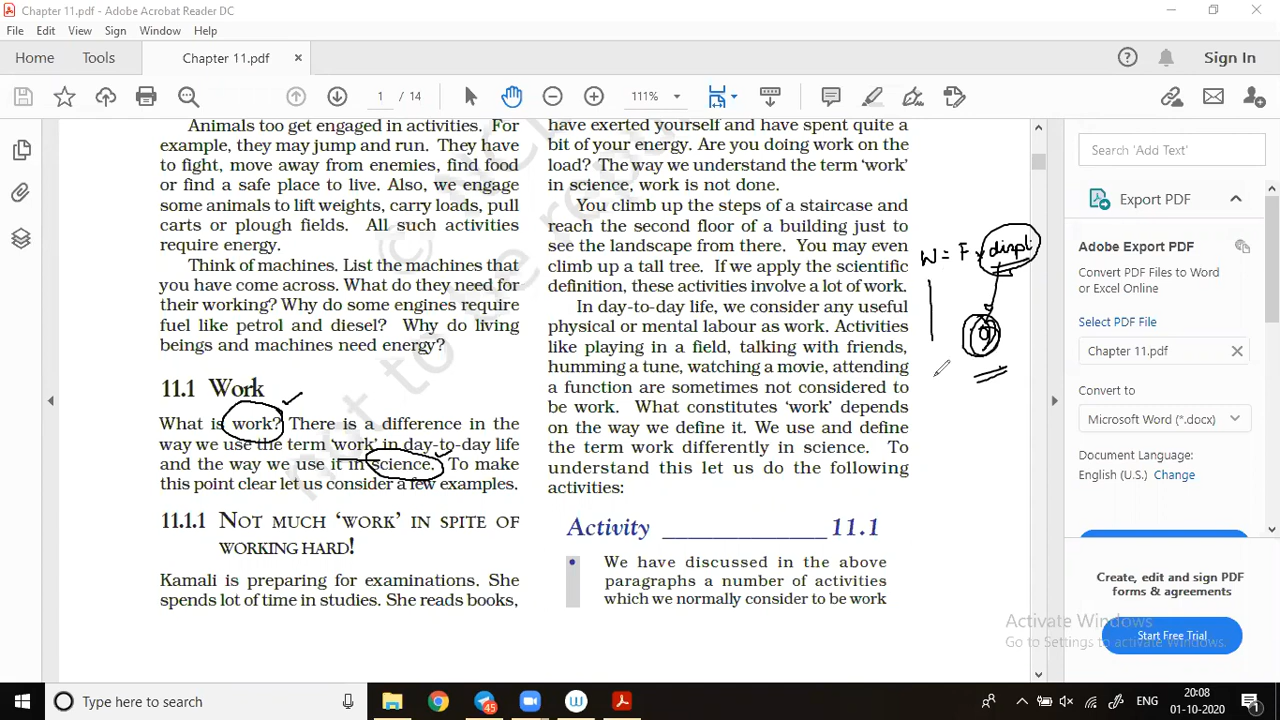 Chapter 11.pdf - Adobe Acrobat Reader DC
File Edit View Sign Window Help
Home Tools Chapter 11.pdf × Sign In
1 / 14 111%
Animals too get engaged in activities. For
example, they may jump and run. They have
to fight, move away from enemies, find food
or find a safe place to live. Also, we engage
some animals to lift weights, carry loads, pull
carts or plough fields. All such activities
require energy.
Think of machines. List the machines that
you have come across. What do they need for
their working? Why do some engines require
fuel like petrol and diesel? Why do living
beings and machines need energy?
11.1 Work
What is work? There is a difference in the
way we use the term 'work' in day-to-day life
and the way we use it in science. To make
this point clear let us consider a few examples.
11.1.1 NOT MUCH 'WORK' IN SPITE OF
WORKING HARD!
Kamali is preparing for examinations. She
spends lot of time in studies. She reads books,
have exerted yourself and have spent quite a
bit of your energy. Are you doing work on the
load? The way we understand the term 'work'
in science, work is not done.
You climb up the steps of a staircase and
reach the second floor of a building just to
see the landscape from there. You may even
climb up a tall tree. If we apply the scientific
definition, these activities involve a lot of work.
In day-to-day life, we consider any useful
physical or mental labour as work. Activities
like playing in a field, talking with friends,
humming a tune, watching a movie, attending
a function are sometimes not considered to
be work. What constitutes 'work' depends
on the way we define it. We use and define
the term work differently in science. To
understand this let us do the following
activities:
Activity _____________ 11.1
• We have discussed in the above
paragraphs a number of activities
which we normally consider to be work
not to be
W = F × displ
Search 'Add Text'
Export PDF
Adobe Export PDF
Convert PDF Files to Word
or Excel Online
Select PDF File
Chapter 11.pdf
Convert to
Microsoft Word (*.docx)
Document Language:
English (U.S.) Change
Create, edit and sign PDF
forms & agreements
Start Free Trial
Activate Windows
Go to Settings to activate Windows.
Type here to search
45
ENG
20:08
01-10-2020
1